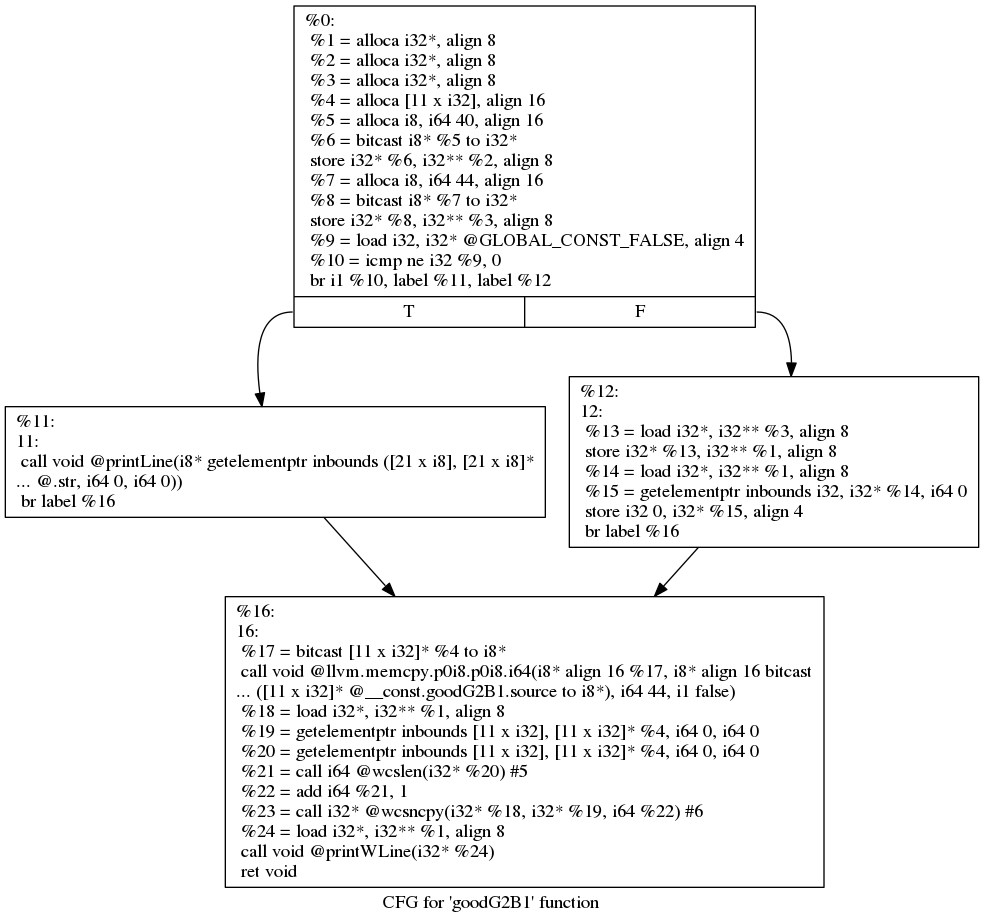 %0:
%1 = alloca i32*, align 8
%2 = alloca i32*, align 8
%3 = alloca i32*, align 8
%4 = alloca [11 x i32], align 16
%5 = alloca i8, i64 40, align 16
%6 = bitcast i8* %5 to i32*
store i32* %6, i32** %2, align 8
%7 = alloca i8, i64 44, align 16
%8 = bitcast i8* %7 to i32*
store i32* %8, i32** %3, align 8
%9 = load i32, i32* @GLOBAL_CONST_FALSE, align 4
%10 = icmp ne i32 %9, 0
br i1 %10, label %11, label %12
T
F
%11:
11:
call void @printLine(i8* getelementptr inbounds ([21 x i8], [21 x i8]*
... @.str, i64 0, i64 0))
br label %16
%12:
12:
%13 = load i32*, i32** %3, align 8
store i32* %13, i32** %1, align 8
%14 = load i32*, i32** %1, align 8
%15 = getelementptr inbounds i32, i32* %14, i64 0
store i32 0, i32* %15, align 4
br label %16
%16:
16:
%17 = bitcast [11 x i32]* %4 to i8*
call void @llvm.memcpy.p0i8.p0i8.i64(i8* align 16 %17, i8* align 16 bitcast
... ([11 x i32]* @__const.goodG2B1.source to i8*), i64 44, i1 false)
%18 = load i32*, i32** %1, align 8
%19 = getelementptr inbounds [11 x i32], [11 x i32]* %4, i64 0, i64 0
%20 = getelementptr inbounds [11 x i32], [11 x i32]* %4, i64 0, i64 0
%21 = call i64 @wcslen(i32* %20) #5
%22 = add i64 %21, 1
%23 = call i32* @wcsncpy(i32* %18, i32* %19, i64 %22) #6
%24 = load i32*, i32** %1, align 8
call void @printWLine(i32* %24)
ret void
CFG for 'goodG2B1' function